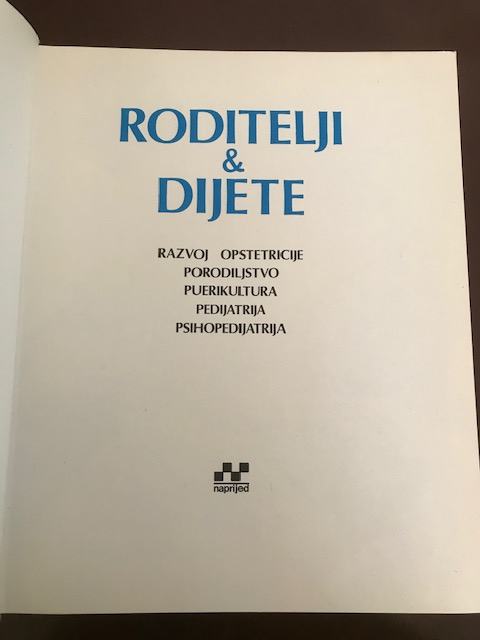 RODITELJI
&
DIJETE
RAZVOJ OPSTETRICIJE
PORODILJSTVO
PUERIKULTURA
PEDIJATRIJA
PSIHOPEDIJATRIJA
naprijed